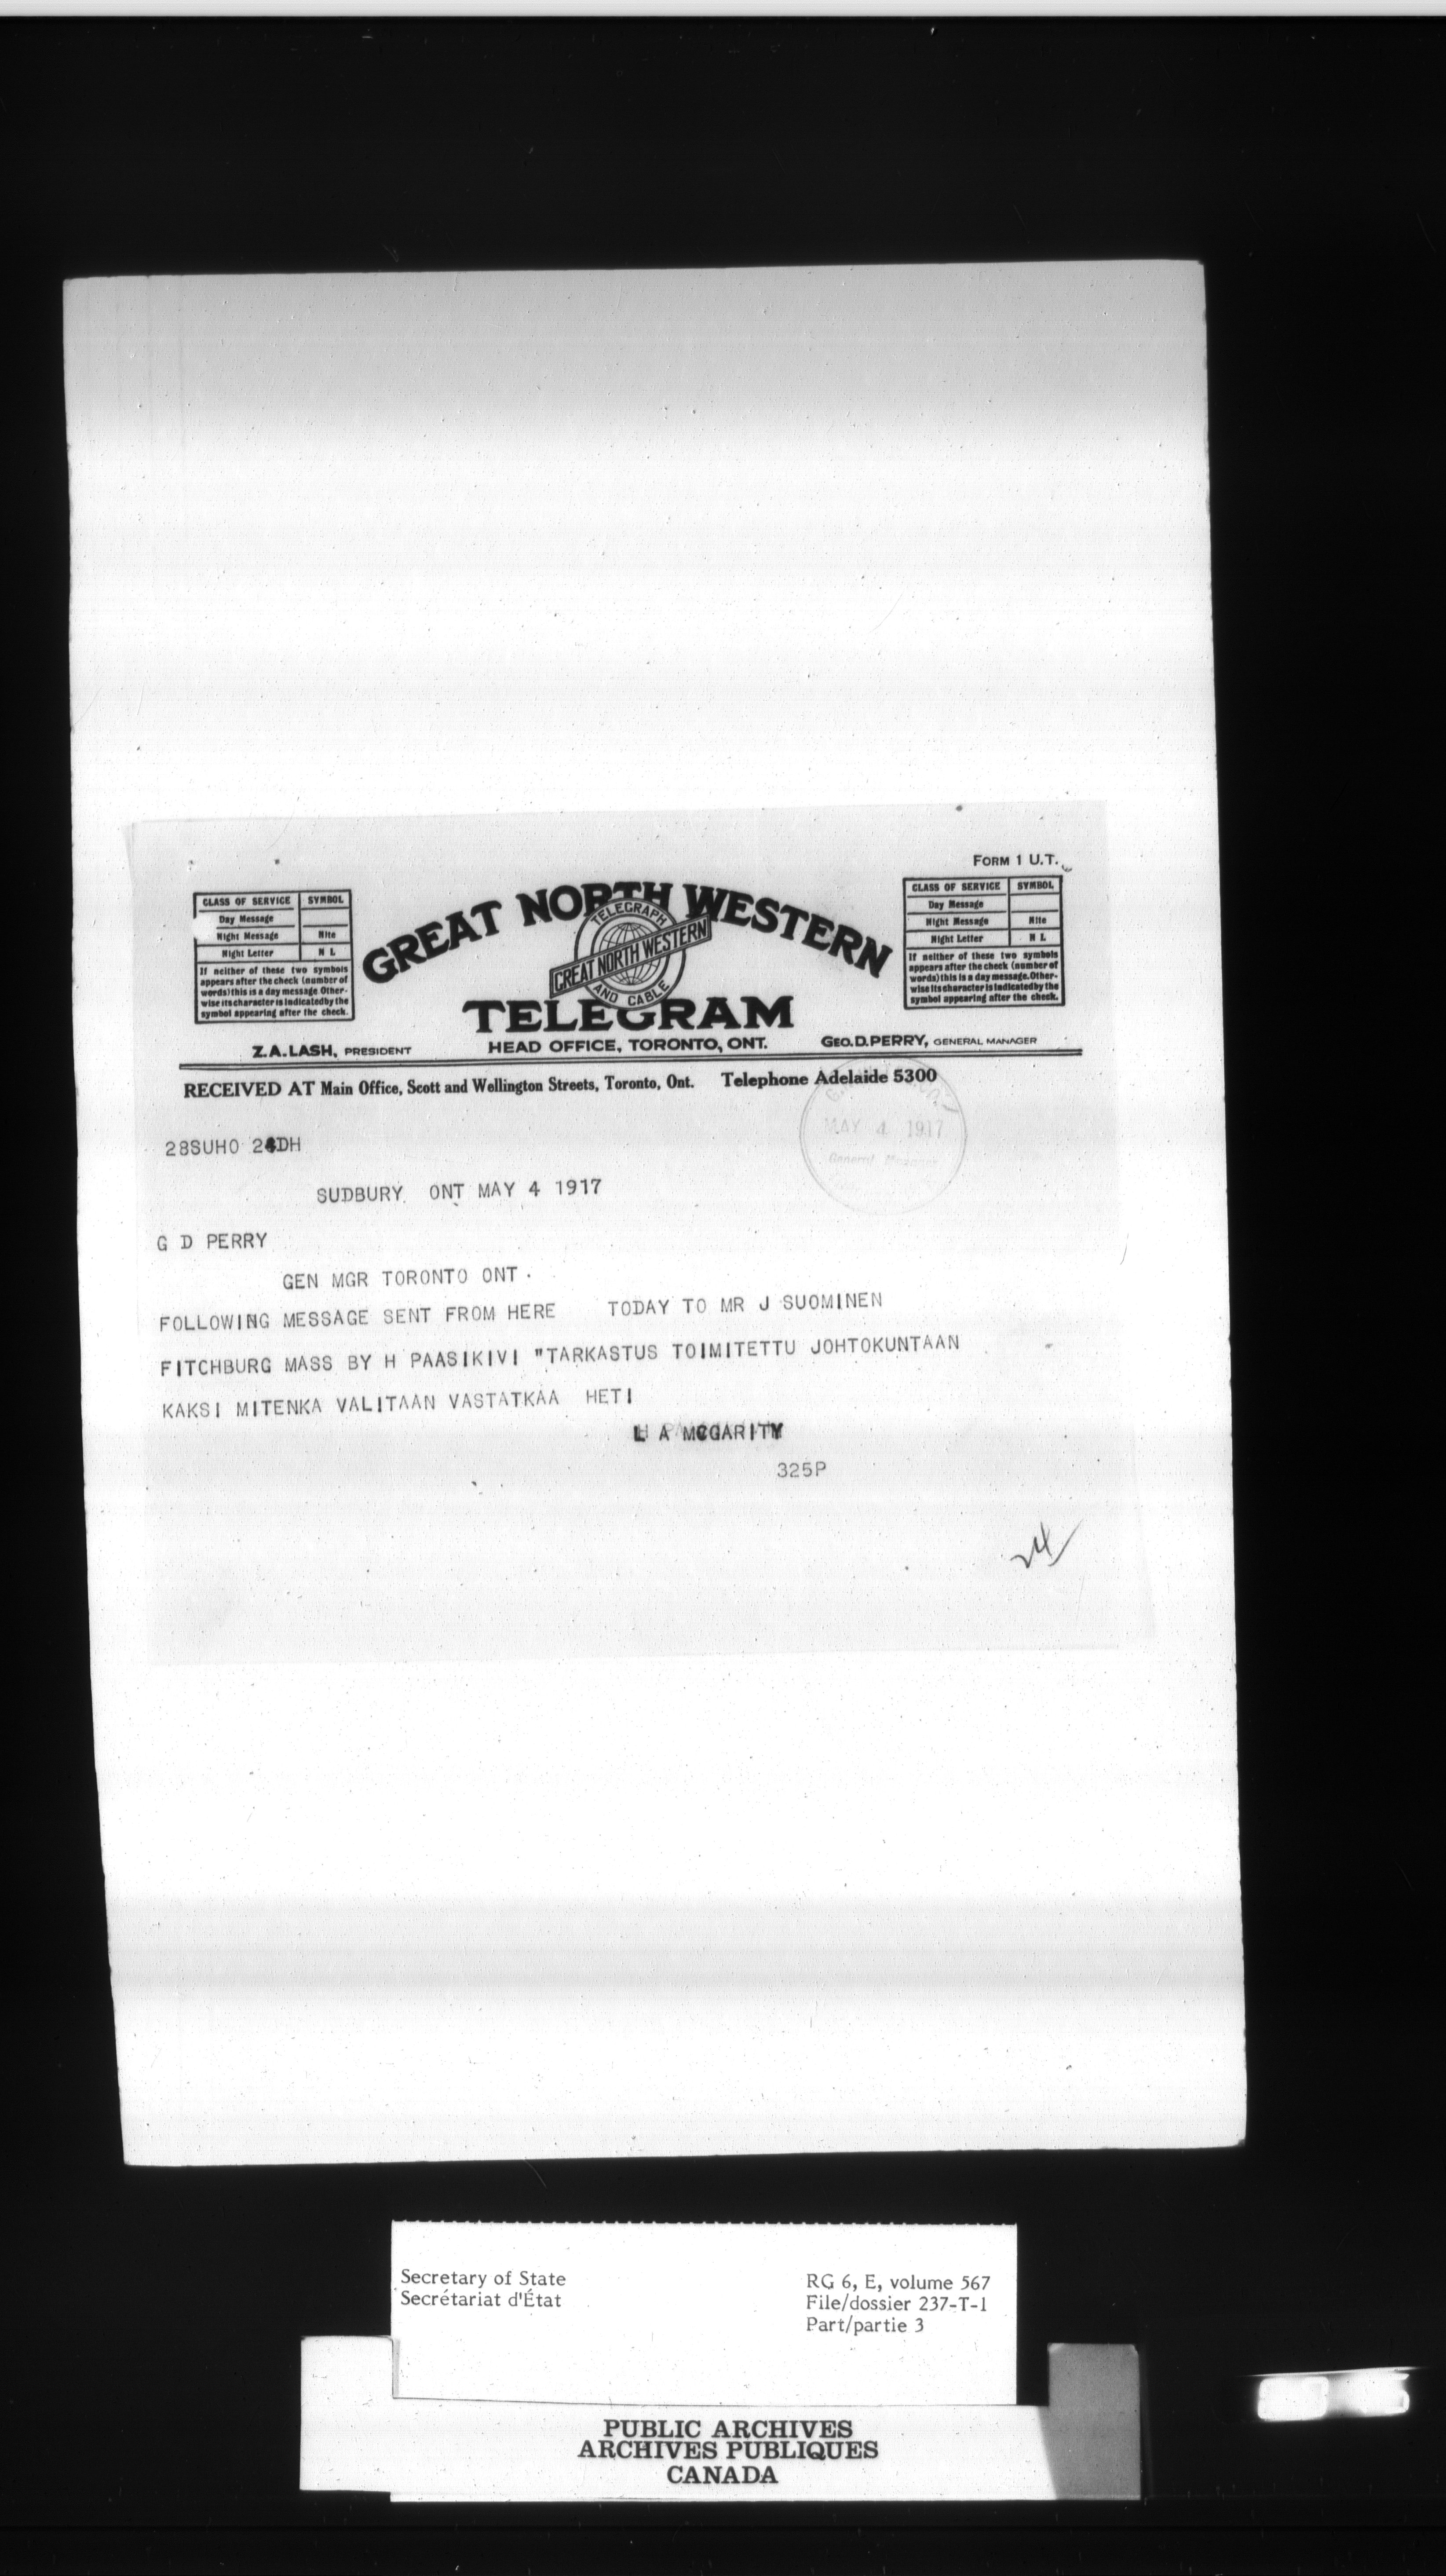 FORM 1 U.T.
CLASS OF SERVICE SYMBOL
Day Message
Night Message Nite
Night Letter N L
If neither of these two symbols
appears after the check (number of
words) this is a day message. Other-
wise its character is indicated by the
symbol appearing after the check.
GREAT NORTH WESTERN
TELEGRAPH
GREAT NORTH WESTERN
AND CABLE
TELEGRAM
CLASS OF SERVICE SYMBOL
Day Message
Night Message Nite
Night Letter N L
If neither of these two symbols
appears after the check (number of
words) this is a day message. Other-
wise its character is indicated by the
symbol appearing after the check.
Z.A. LASH, PRESIDENT HEAD OFFICE, TORONTO, ONT. GEO. D. PERRY, GENERAL MANAGER
RECEIVED AT Main Office, Scott and Wellington Streets, Toronto, Ont. Telephone Adelaide 5300
MAY 4 1917
General
28SUHO 24DH
SUDBURY ONT MAY 4 1917
G D PERRY
GEN MGR TORONTO ONT.
FOLLOWING MESSAGE SENT FROM HERE TODAY TO MR J SUOMINEN
FITCHBURG MASS BY H PAASIKIVI "TARKASTUS TOIMITETTU JOHTOKUNTAAN
KAKSI MITENKA VALITAAN VASTATKAA HETI
L A MCGARITY
325P
24
Secretary of State
Secrétariat d'État
RG 6, E, volume 567
File/dossier 237-T-1
Part/partie 3
PUBLIC ARCHIVES
ARCHIVES PUBLIQUES
CANADA